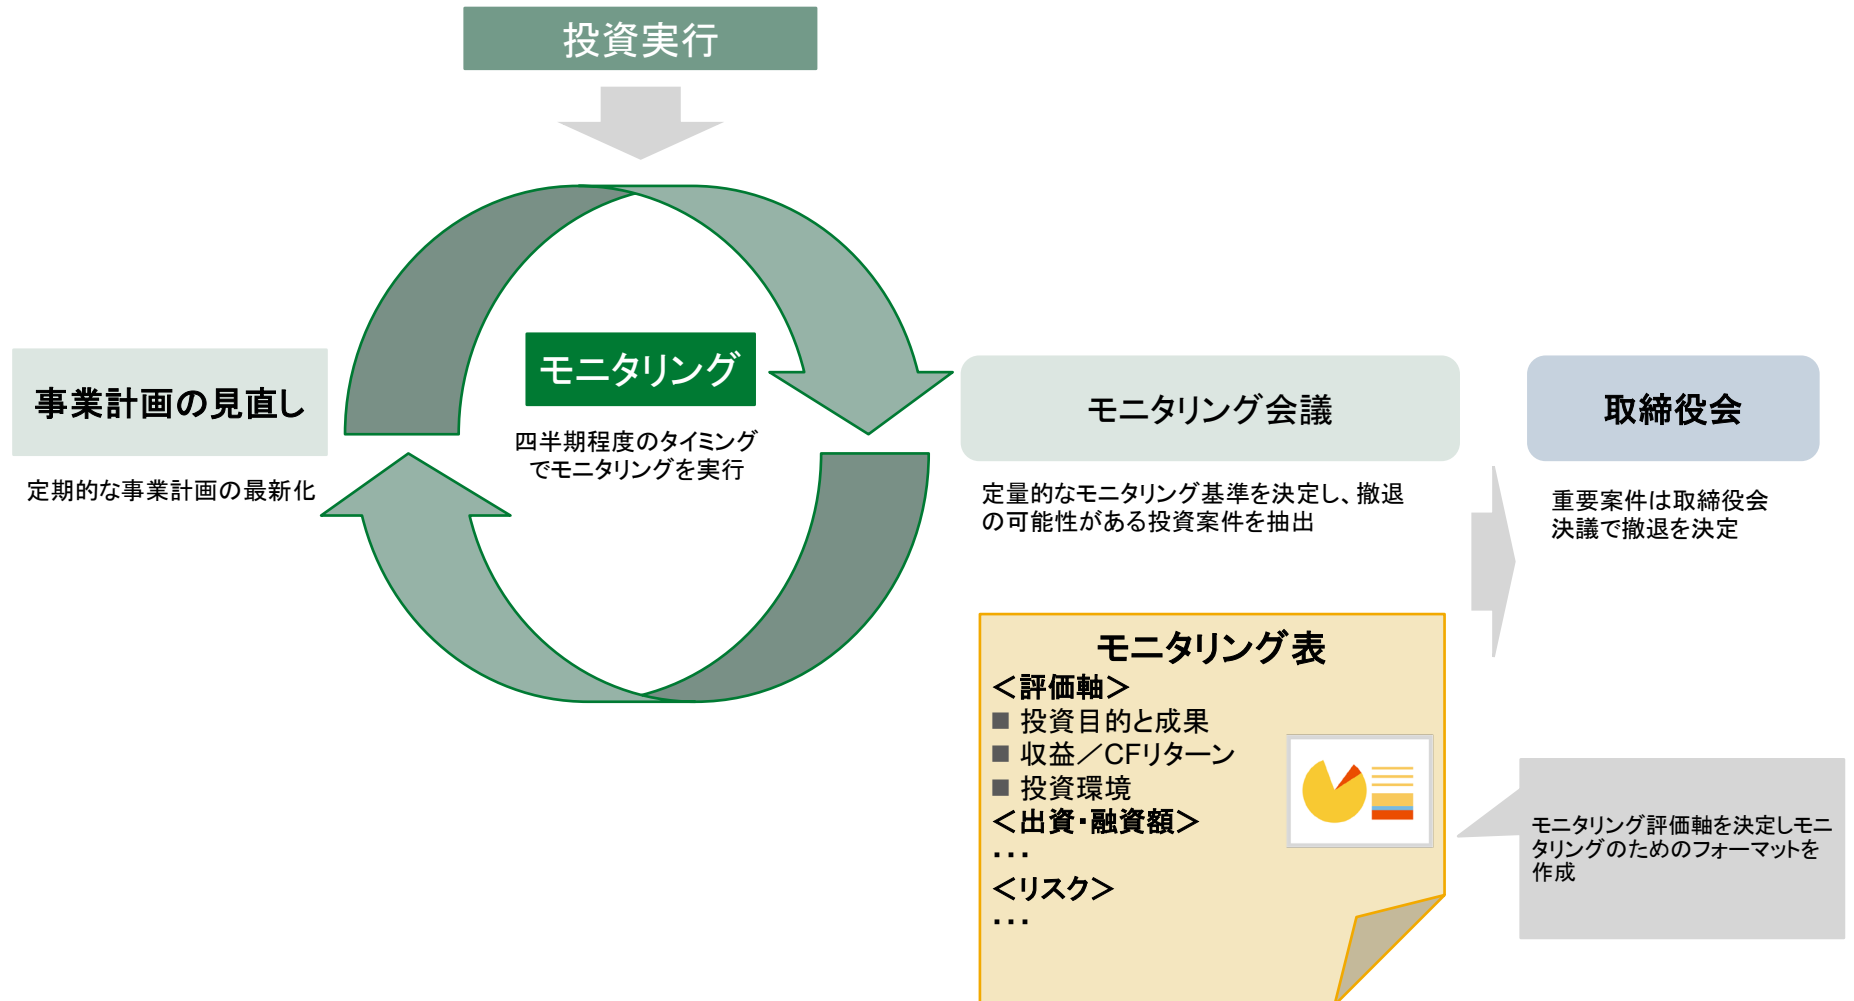 投資実行
モニタリング
四半期程度のタイミング
でモニタリングを実行
事業計画の見直し
定期的な事業計画の最新化
モニタリング会議
定量的なモニタリング基準を決定し、撤退
の可能性がある投資案件を抽出
取締役会
重要案件は取締役会
決議で撤退を決定
モニタリング表
＜評価軸＞
■ 投資目的と成果
■ 収益／CFリターン
■ 投資環境
＜出資・融資額＞
・・・
＜リスク＞
・・・
モニタリング評価軸を決定しモニ
タリングのためのフォーマットを
作成